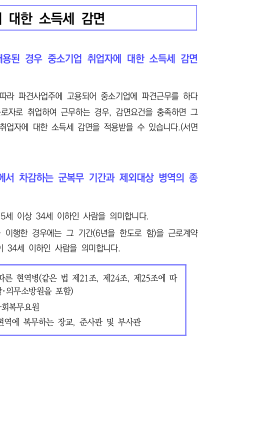 대한 소득세 감면
용된 경우 중소기업 취업자에 대한 소득세 감면
따라 파견사업주에 고용되어 중소기업에 파견근무를 하다
로자로 취업하여 근무하는 경우, 감면요건을 충족하면 그
취업자에 대한 소득세 감면을 적용받을 수 있습니다.(서면
에서 차감하는 군복무 기간과 제외대상 병역의 종
5세 이상 34세 이하인 사람을 의미합니다.
이행한 경우에는 그 기간(6년을 한도로 함)을 근로계약
이 34세 이하인 사람을 의미합니다.
따른 현역병(같은 법 제21조, 제24조, 제25조에 따
·의무소방원을 포함)
사회복무요원
현역에 복무하는 장교, 준사관 및 부사관